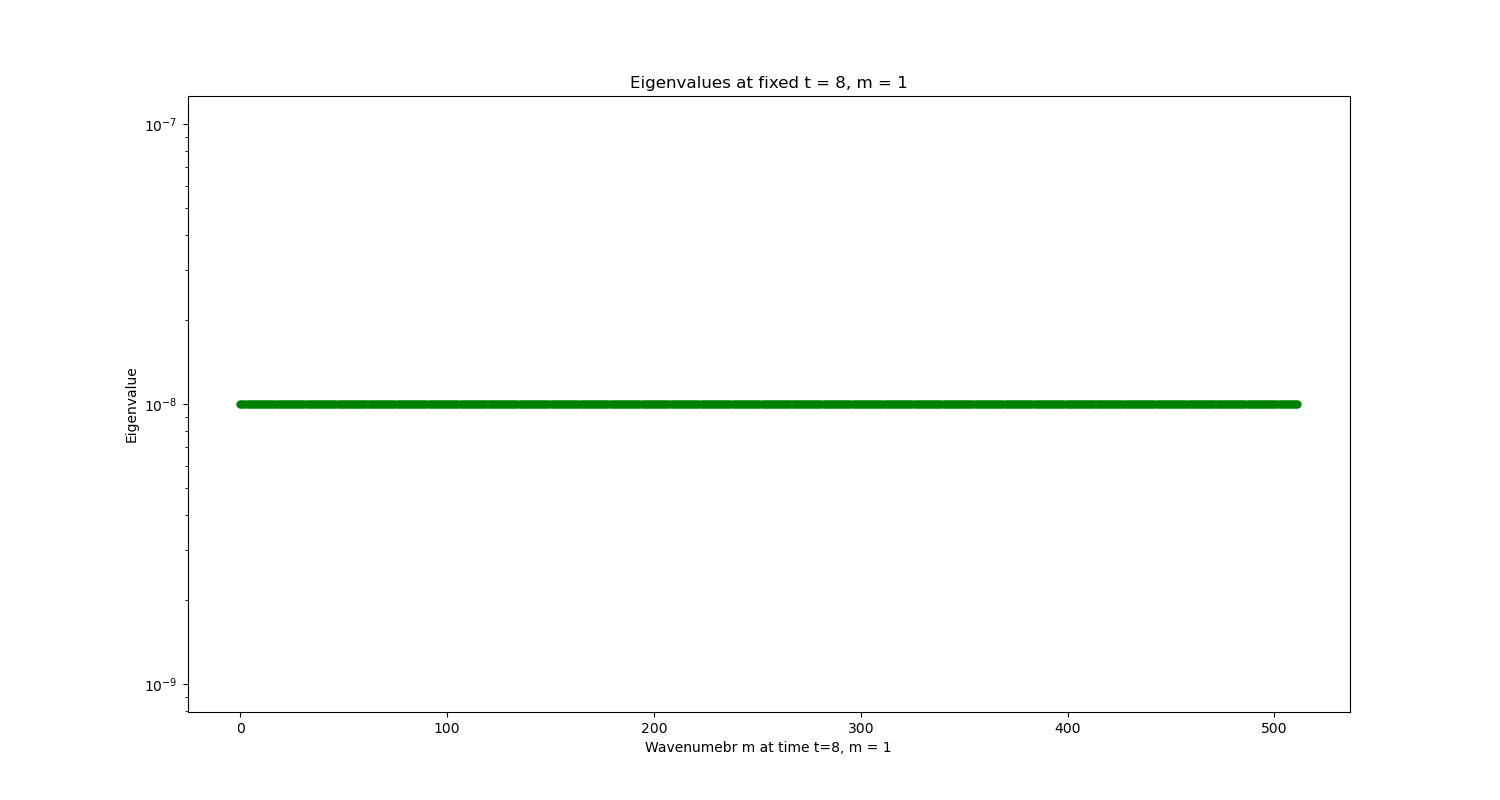 Eigenvalues at fixed t = 8, m = 1
10⁻⁷
10⁻⁸
10⁻⁹
Eigenvalue
0 100 200 300 400 500
Wavenumebr m at time t=8, m = 1